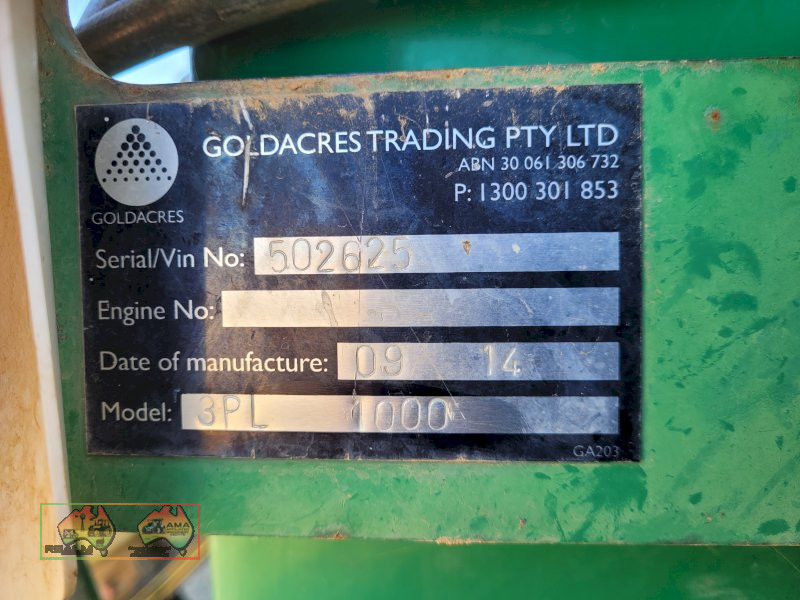 GOLDACRES TRADING PTY LTD
ABN 30 061 306 732
P: 1300 301 853
GOLDACRES
Serial/Vin No: 502625
Engine No:
Date of manufacture: 09 14
Model: 3PL 1000
GA203
AMA